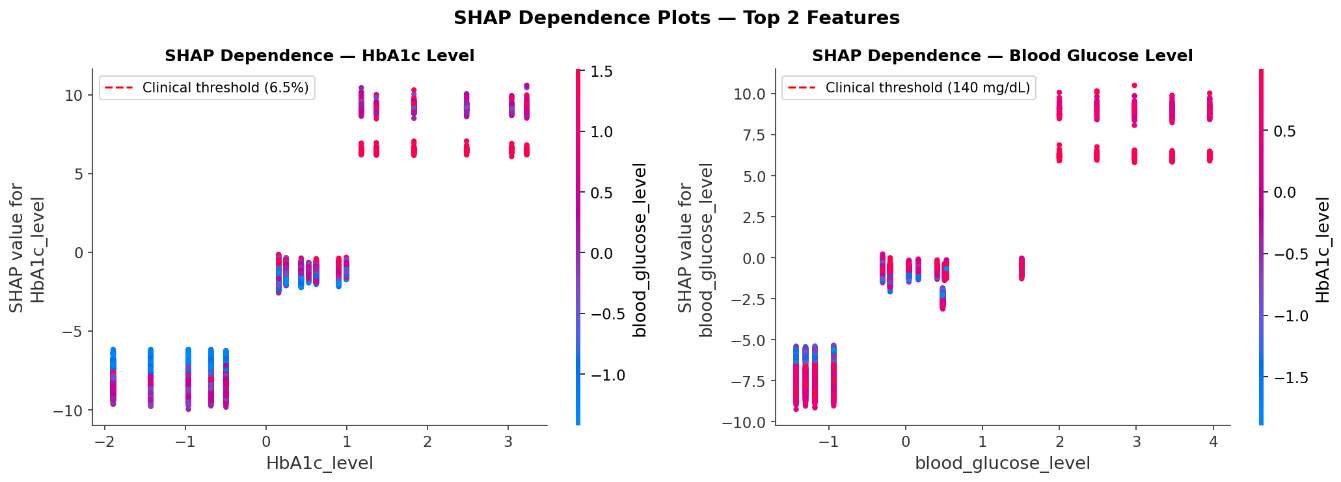 SHAP Dependence Plots — Top 2 Features
SHAP Dependence — HbA1c Level
Clinical threshold (6.5%)
10
5
0
−5
−10
SHAP value for
HbA1c_level
−2
−1
0
1
2
3
HbA1c_level
1.5
1.0
0.5
0.0
−0.5
−1.0
blood_glucose_level
SHAP Dependence — Blood Glucose Level
Clinical threshold (140 mg/dL)
10.0
7.5
5.0
2.5
0.0
−2.5
−5.0
−7.5
−10.0
SHAP value for
blood_glucose_level
−1
0
1
2
3
4
blood_glucose_level
0.5
0.0
−0.5
−1.0
−1.5
HbA1c_level